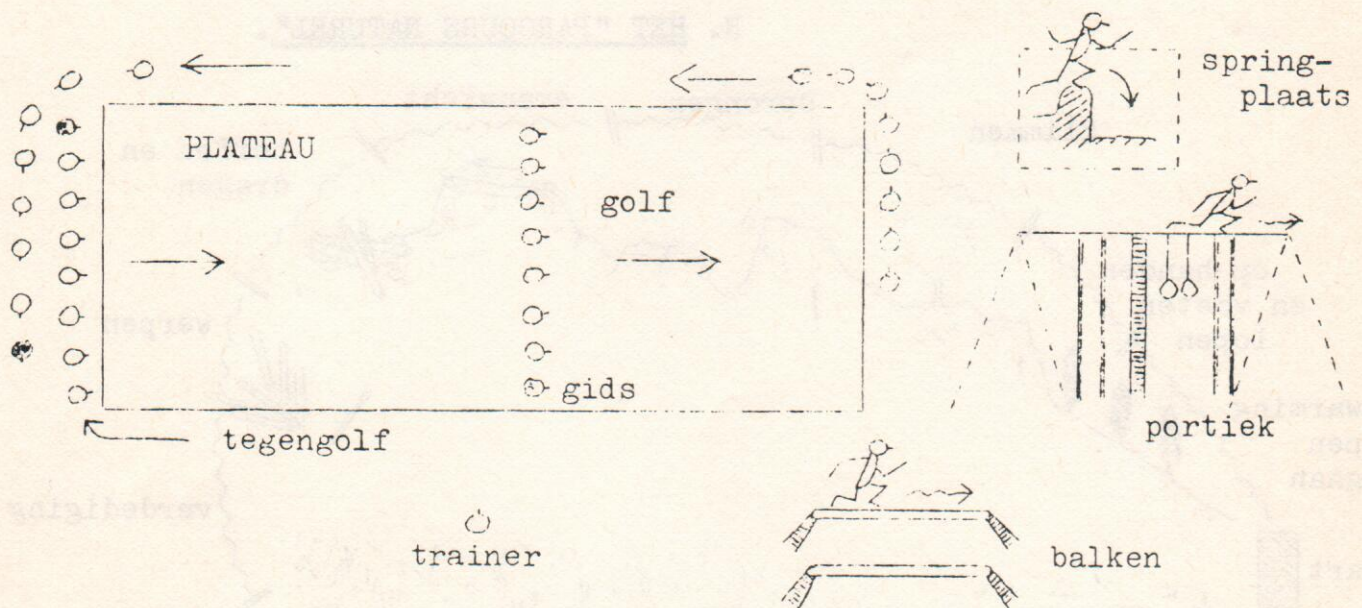 spring-
plaats
PLATEAU
golf
gids
tegengolf
portiek
trainer
balken